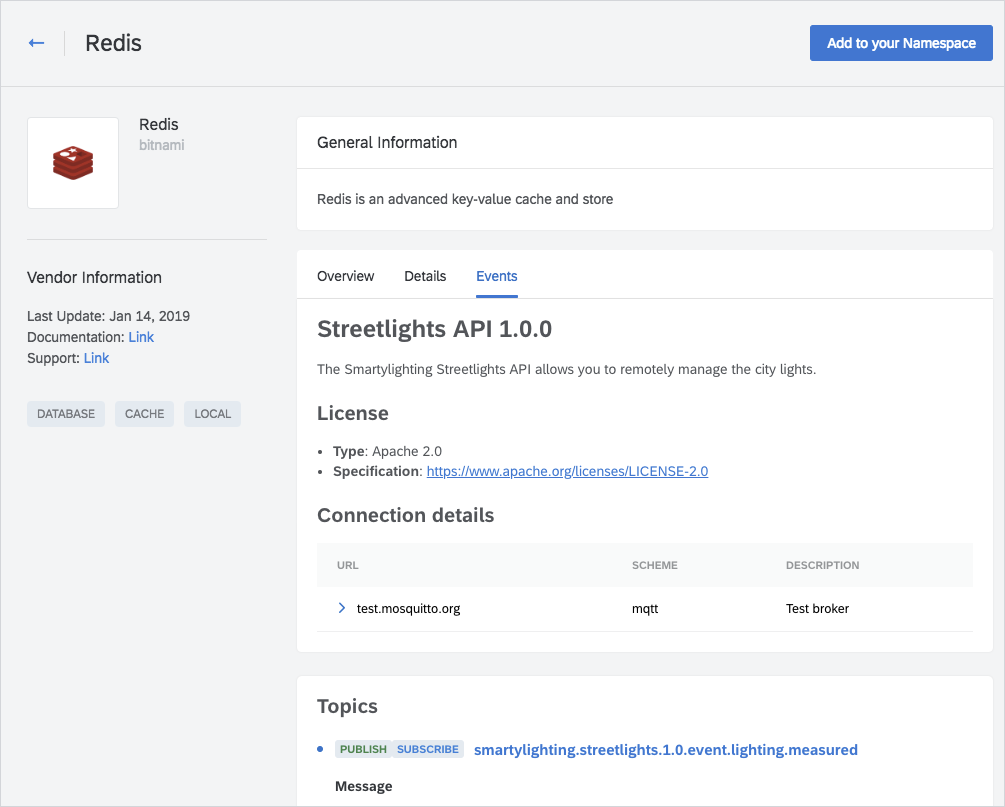 ← Redis
Add to your Namespace
Redis
bitnami
Vendor Information
Last Update: Jan 14, 2019
Documentation: Link
Support: Link
DATABASE CACHE LOCAL
General Information
Redis is an advanced key-value cache and store
Overview Details Events
Streetlights API 1.0.0
The Smartylighting Streetlights API allows you to remotely manage the city lights.
License
• Type: Apache 2.0
• Specification: https://www.apache.org/licenses/LICENSE-2.0
Connection details
URL SCHEME DESCRIPTION
test.mosquitto.org mqtt Test broker
Topics
• PUBLISH SUBSCRIBE smartylighting.streetlights.1.0.event.lighting.measured
Message